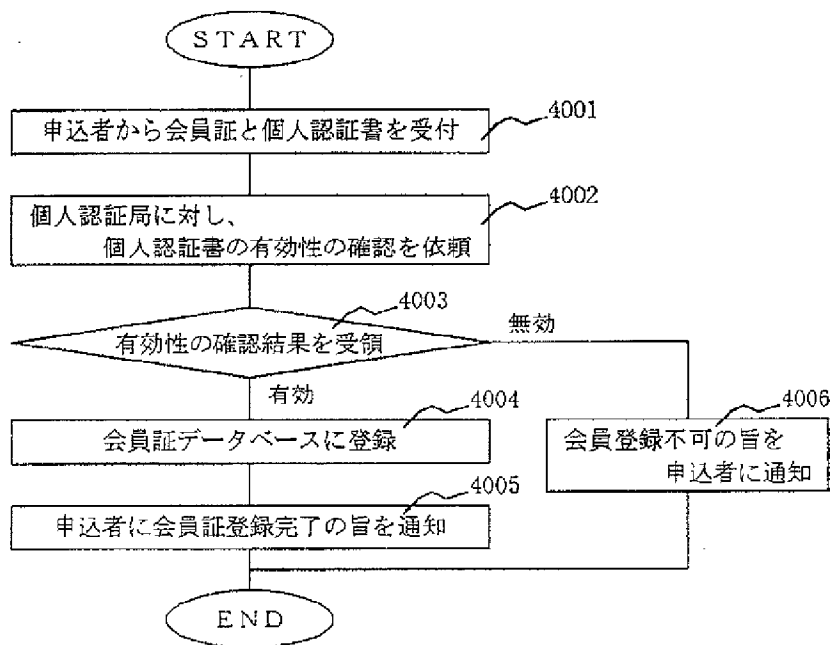 START
申込者から会員証と個人認証書を受付
4001
個人認証局に対し、
個人認証書の有効性の確認を依頼
4002
4003
有効性の確認結果を受領
無効
有効
4004
会員証データベースに登録
4006
会員登録不可の旨を
申込者に通知
4005
申込者に会員証登録完了の旨を通知
END